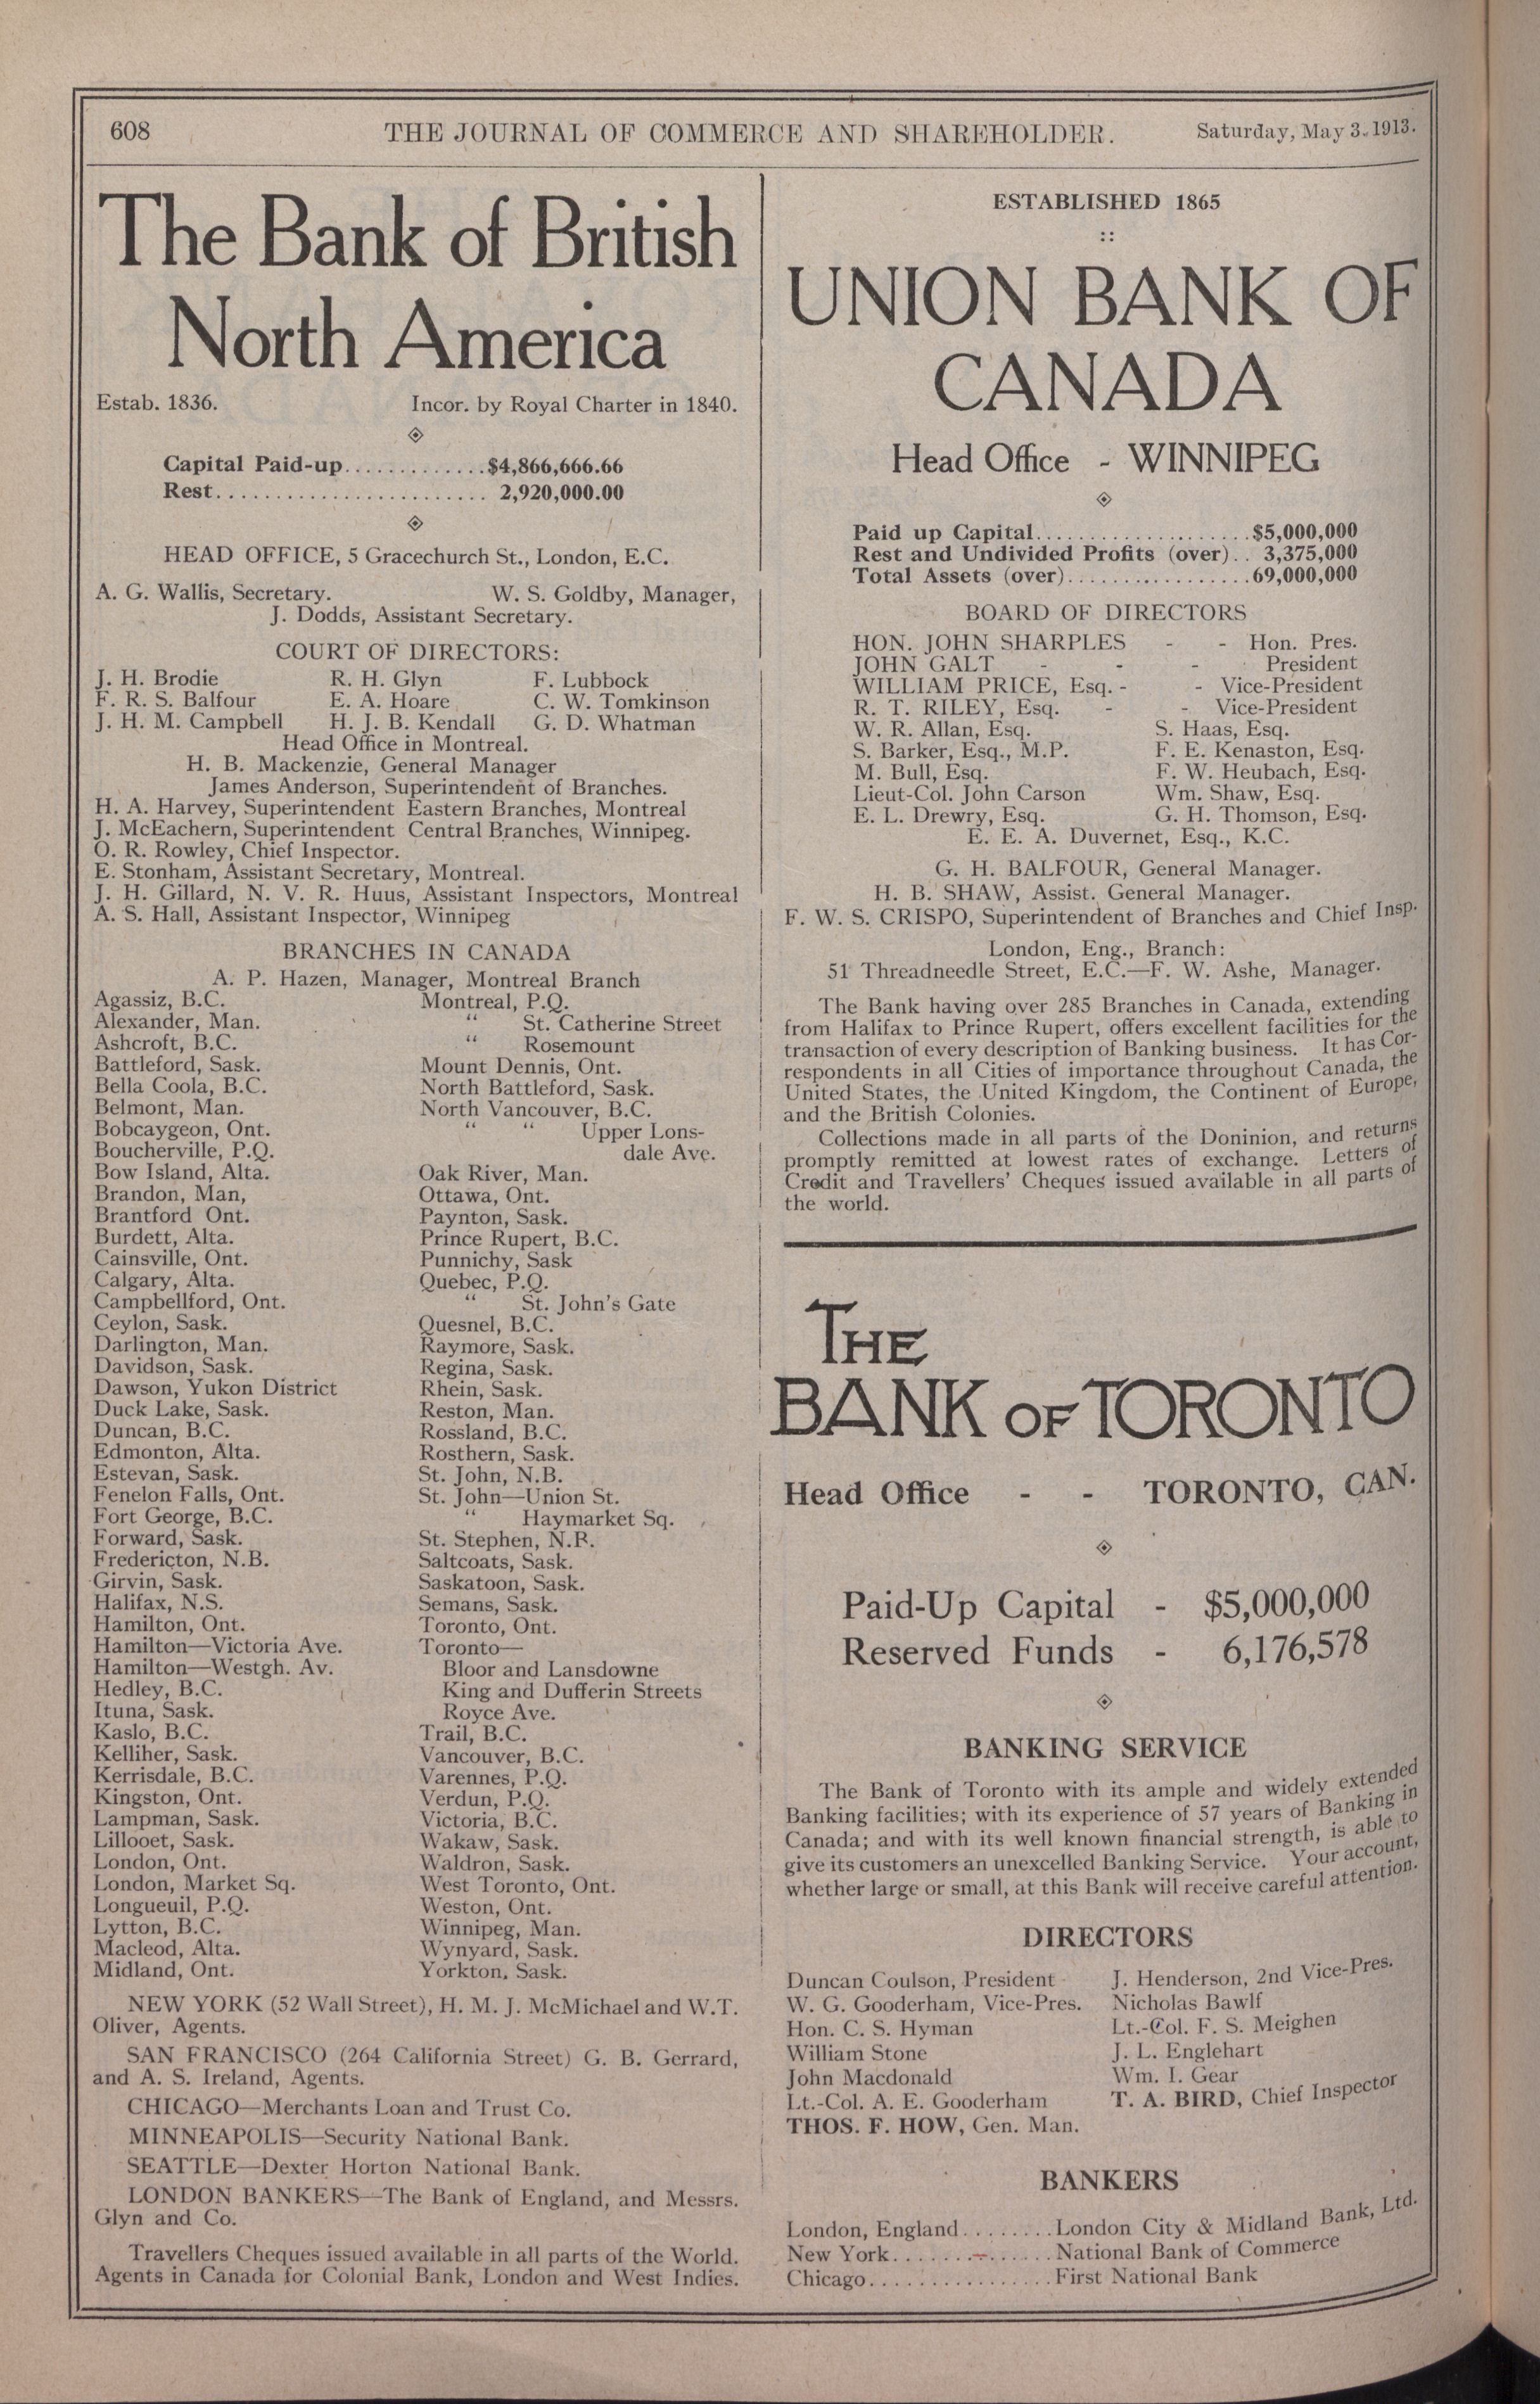 608
THE JOURNAL OF COMMERCE AND SHAREHOLDER.
Saturday, May 3, 1913.
The Bank of British
North America
Estab. 1836. Incor. by Royal Charter in 1840.
Capital Paid-up.............$4,866,666.66
Rest....................... 2,920,000.00
HEAD OFFICE, 5 Gracechurch St., London, E.C.
A. G. Wallis, Secretary. W. S. Goldby, Manager,
J. Dodds, Assistant Secretary.
COURT OF DIRECTORS:
J. H. Brodie R. H. Glyn F. Lubbock
F. R. S. Balfour E. A. Hoare C. W. Tomkinson
J. H. M. Campbell H. J. B. Kendall G. D. Whatman
Head Office in Montreal.
H. B. Mackenzie, General Manager
James Anderson, Superintendent of Branches.
H. A. Harvey, Superintendent Eastern Branches, Montreal
J. McEachern, Superintendent Central Branches, Winnipeg.
O. R. Rowley, Chief Inspector.
E. Stonham, Assistant Secretary, Montreal.
J. H. Gillard, N. V. R. Huus, Assistant Inspectors, Montreal
A. S. Hall, Assistant Inspector, Winnipeg
BRANCHES IN CANADA
A. P. Hazen, Manager, Montreal Branch
Agassiz, B.C.
Alexander, Man.
Ashcroft, B.C.
Battleford, Sask.
Bella Coola, B.C.
Belmont, Man.
Bobcaygeon, Ont.
Boucherville, P.Q.
Bow Island, Alta.
Brandon, Man,
Brantford Ont.
Burdett, Alta.
Cainsville, Ont.
Calgary, Alta.
Campbellford, Ont.
Ceylon, Sask.
Darlington, Man.
Davidson, Sask.
Dawson, Yukon District
Duck Lake, Sask.
Duncan, B.C.
Edmonton, Alta.
Estevan, Sask.
Fenelon Falls, Ont.
Fort George, B.C.
Forward, Sask.
Fredericton, N.B.
Girvin, Sask.
Halifax, N.S.
Hamilton, Ont.
Hamilton—Victoria Ave.
Hamilton—Westgh. Av.
Hedley, B.C.
Ituna, Sask.
Kaslo, B.C.
Kelliher, Sask.
Kerrisdale, B.C.
Kingston, Ont.
Lampman, Sask.
Lillooet, Sask.
London, Ont.
London, Market Sq.
Longueuil, P.Q.
Lytton, B.C.
Macleod, Alta.
Midland, Ont.
Montreal, P.Q.
“ St. Catherine Street
“ Rosemount
Mount Dennis, Ont.
North Battleford, Sask.
North Vancouver, B.C.
“ “ Upper Lons-
dale Ave.
Oak River, Man.
Ottawa, Ont.
Paynton, Sask.
Prince Rupert, B.C.
Punnichy, Sask
Quebec, P.Q.
“ St. John's Gate
Quesnel, B.C.
Raymore, Sask.
Regina, Sask.
Rhein, Sask.
Reston, Man.
Rossland, B.C.
Rosthern, Sask.
St. John, N.B.
St. John—Union St.
“ Haymarket Sq.
St. Stephen, N.B.
Saltcoats, Sask.
Saskatoon, Sask.
Semans, Sask.
Toronto, Ont.
Toronto—
Bloor and Lansdowne
King and Dufferin Streets
Royce Ave.
Trail, B.C.
Vancouver, B.C.
Varennes, P.Q.
Verdun, P.Q.
Victoria, B.C.
Wakaw, Sask.
Waldron, Sask.
West Toronto, Ont.
Weston, Ont.
Winnipeg, Man.
Wynyard, Sask.
Yorkton, Sask.
NEW YORK (52 Wall Street), H. M. J. McMichael and W.T.
Oliver, Agents.
SAN FRANCISCO (264 California Street) G. B. Gerrard,
and A. S. Ireland, Agents.
CHICAGO—Merchants Loan and Trust Co.
MINNEAPOLIS—Security National Bank.
SEATTLE—Dexter Horton National Bank.
LONDON BANKERS—The Bank of England, and Messrs.
Glyn and Co.
Travellers Cheques issued available in all parts of the World.
Agents in Canada for Colonial Bank, London and West Indies.
ESTABLISHED 1865
::
UNION BANK OF
CANADA
Head Office - WINNIPEG
Paid up Capital....................$5,000,000
Rest and Undivided Profits (over).. 3,375,000
Total Assets (over).................69,000,000
BOARD OF DIRECTORS
HON. JOHN SHARPLES - - Hon. Pres.
JOHN GALT - - - President
WILLIAM PRICE, Esq. - - Vice-President
R. T. RILEY, Esq. - - Vice-President
W. R. Allan, Esq. S. Haas, Esq.
S. Barker, Esq., M.P. F. E. Kenaston, Esq.
M. Bull, Esq. F. W. Heubach, Esq.
Lieut-Col. John Carson Wm. Shaw, Esq.
E. L. Drewry, Esq. G. H. Thomson, Esq.
E. E. A. Duvernet, Esq., K.C.
G. H. BALFOUR, General Manager.
H. B. SHAW, Assist. General Manager.
F. W. S. CRISPO, Superintendent of Branches and Chief Insp.
London, Eng., Branch:
51 Threadneedle Street, E.C.—F. W. Ashe, Manager.
The Bank having over 285 Branches in Canada, extending
from Halifax to Prince Rupert, offers excellent facilities for the
transaction of every description of Banking business. It has Cor-
respondents in all Cities of importance throughout Canada, the
United States, the United Kingdom, the Continent of Europe,
and the British Colonies.
Collections made in all parts of the Doninion, and returns
promptly remitted at lowest rates of exchange. Letters of
Credit and Travellers' Cheques issued available in all parts of
the world.
THE
BANK OF TORONTO
Head Office - - TORONTO, CAN.
Paid-Up Capital - $5,000,000
Reserved Funds - 6,176,578
BANKING SERVICE
The Bank of Toronto with its ample and widely extended
Banking facilities; with its experience of 57 years of Banking in
Canada; and with its well known financial strength, is able to
give its customers an unexcelled Banking Service. Your account,
whether large or small, at this Bank will receive careful attention.
DIRECTORS
Duncan Coulson, President J. Henderson, 2nd Vice-Pres.
W. G. Gooderham, Vice-Pres. Nicholas Bawlf
Hon. C. S. Hyman Lt.-Col. F. S. Meighen
William Stone J. L. Englehart
John Macdonald Wm. I. Gear
Lt.-Col. A. E. Gooderham T. A. BIRD, Chief Inspector
THOS. F. HOW, Gen. Man.
BANKERS
London, England........London City & Midland Bank, Ltd.
New York..............National Bank of Commerce
Chicago................First National Bank